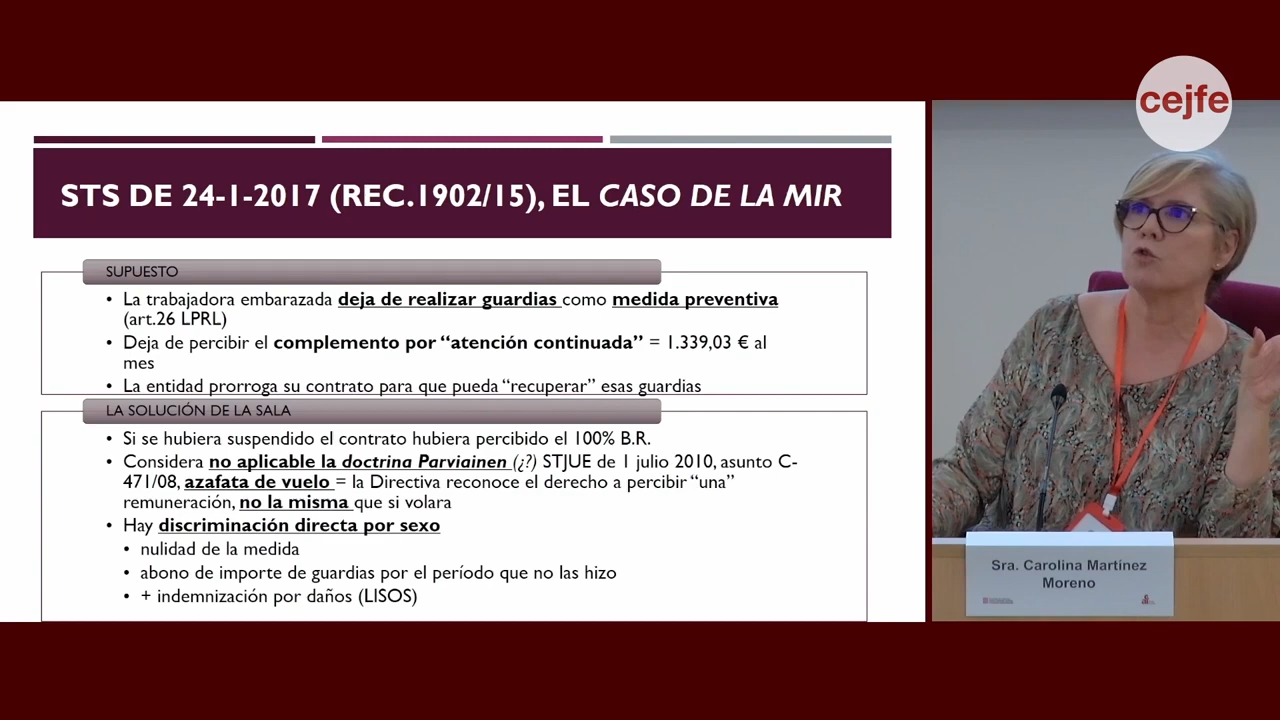 cejfe
STS DE 24-1-2017 (REC.1902/15), EL CASO DE LA MIR
SUPUESTO
• La trabajadora embarazada deja de realizar guardias como medida preventiva
(art.26 LPRL)
• Deja de percibir el complemento por “atención continuada” = 1.339,03 € al
mes
• La entidad prorroga su contrato para que pueda “recuperar” esas guardias
LA SOLUCIÓN DE LA SALA
• Si se hubiera suspendido el contrato hubiera percibido el 100% B.R.
• Considera no aplicable la doctrina Parviainen (¿?) STJUE de 1 julio 2010, asunto C-
471/08, azafata de vuelo = la Directiva reconoce el derecho a percibir “una”
remuneración, no la misma que si volara
• Hay discriminación directa por sexo
• nulidad de la medida
• abono de importe de guardias por el período que no las hizo
• + indemnización por daños (LISOS)
Sra. Carolina Martínez
Moreno